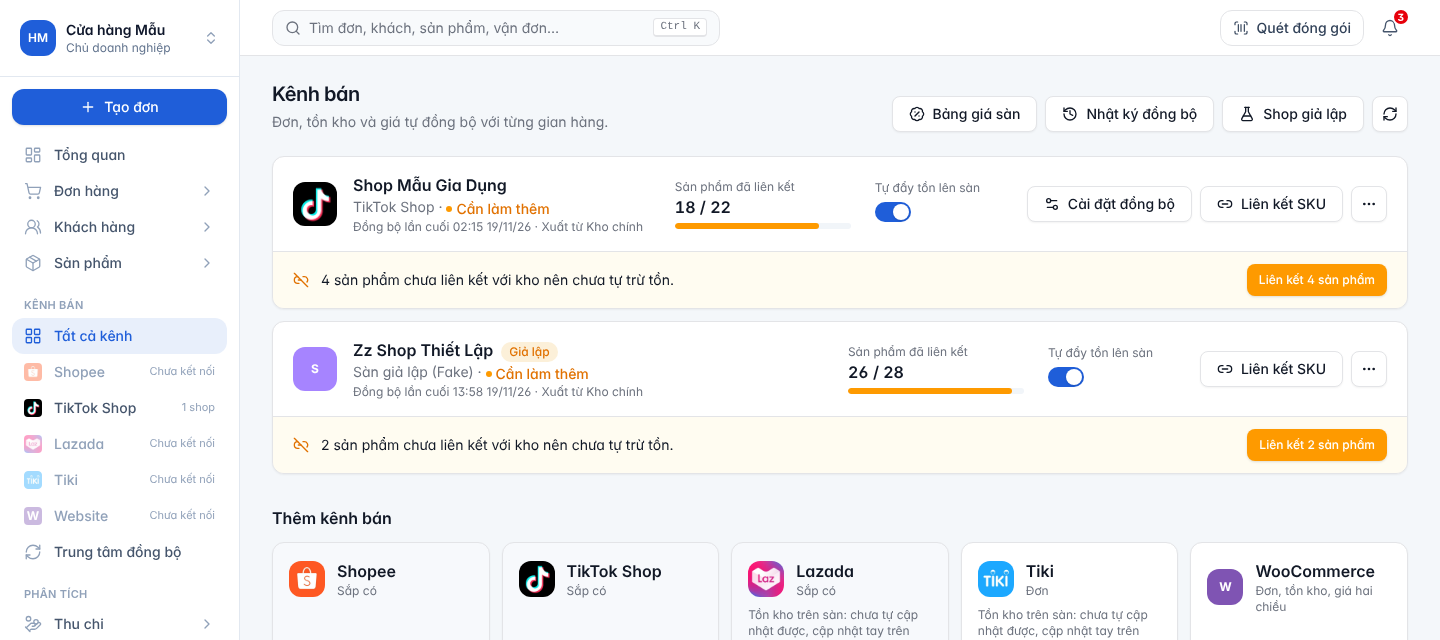 HM
Cửa hàng Mẫu
Chủ doanh nghiệp
Tạo đơn
Tổng quan
Đơn hàng
Khách hàng
Sản phẩm
KÊNH BÁN
Tất cả kênh
Shopee Chưa kết nối
TikTok Shop 1 shop
Lazada Chưa kết nối
Tiki Chưa kết nối
W Website Chưa kết nối
Trung tâm đồng bộ
PHÂN TÍCH
Thu chi
Tìm đơn, khách, sản phẩm, vận đơn... Ctrl K
Quét đóng gói
3
Kênh bán
Đơn, tồn kho và giá tự đồng bộ với từng gian hàng.
Bảng giá sàn
Nhật ký đồng bộ
Shop giả lập
Shop Mẫu Gia Dụng
TikTok Shop · Cần làm thêm
Đồng bộ lần cuối 02:15 19/11/26 · Xuất từ Kho chính
Sản phẩm đã liên kết
18 / 22
Tự đẩy tồn lên sàn
Cài đặt đồng bộ
Liên kết SKU
4 sản phẩm chưa liên kết với kho nên chưa tự trừ tồn.
Liên kết 4 sản phẩm
S
Zz Shop Thiết Lập Giả lập
Sàn giả lập (Fake) · Cần làm thêm
Đồng bộ lần cuối 13:58 19/11/26 · Xuất từ Kho chính
Sản phẩm đã liên kết
26 / 28
Tự đẩy tồn lên sàn
Liên kết SKU
2 sản phẩm chưa liên kết với kho nên chưa tự trừ tồn.
Liên kết 2 sản phẩm
Thêm kênh bán
Shopee
Sắp có
TikTok Shop
Sắp có
Laz
Lazada
Sắp có
Tồn kho trên sàn: chưa tự cập
nhật được, cập nhật tay trên
TiKi
Tiki
Đơn
Tồn kho trên sàn: chưa tự cập
nhật được, cập nhật tay trên
W
WooCommerce
Đơn, tồn kho, giá hai
chiều